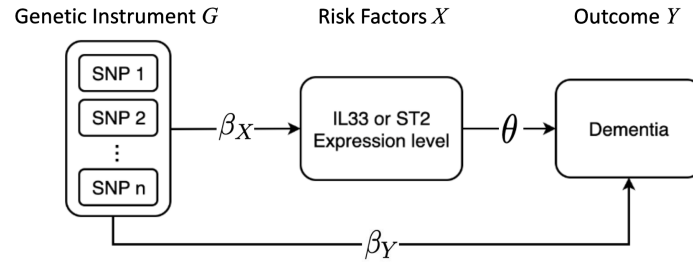 Genetic Instrument G
Risk Factors X
Outcome Y
SNP 1
SNP 2
⋮
SNP n
β_X
IL33 or ST2
Expression level
θ
Dementia
β_Y